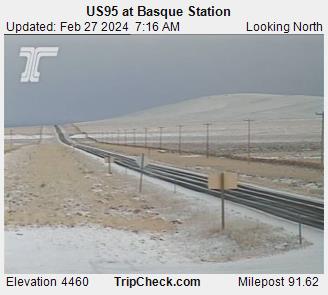 US95 at Basque Station
Updated: Feb 27 2024 7:16 AM
Looking North
Elevation 4460
TripCheck.com
Milepost 91.62